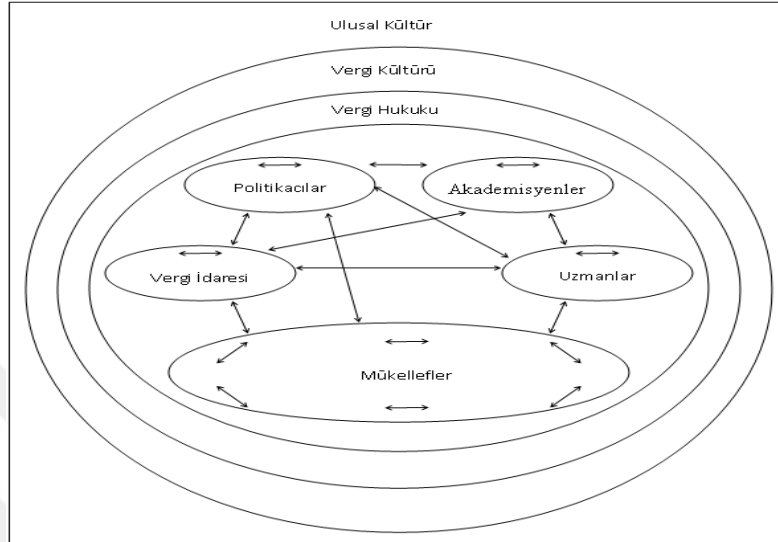 Ulusal Kültür
Vergi Kültürü
Vergi Hukuku
Politikacılar
Akademisyenler
Vergi İdaresi
Uzmanlar
Mükellefler